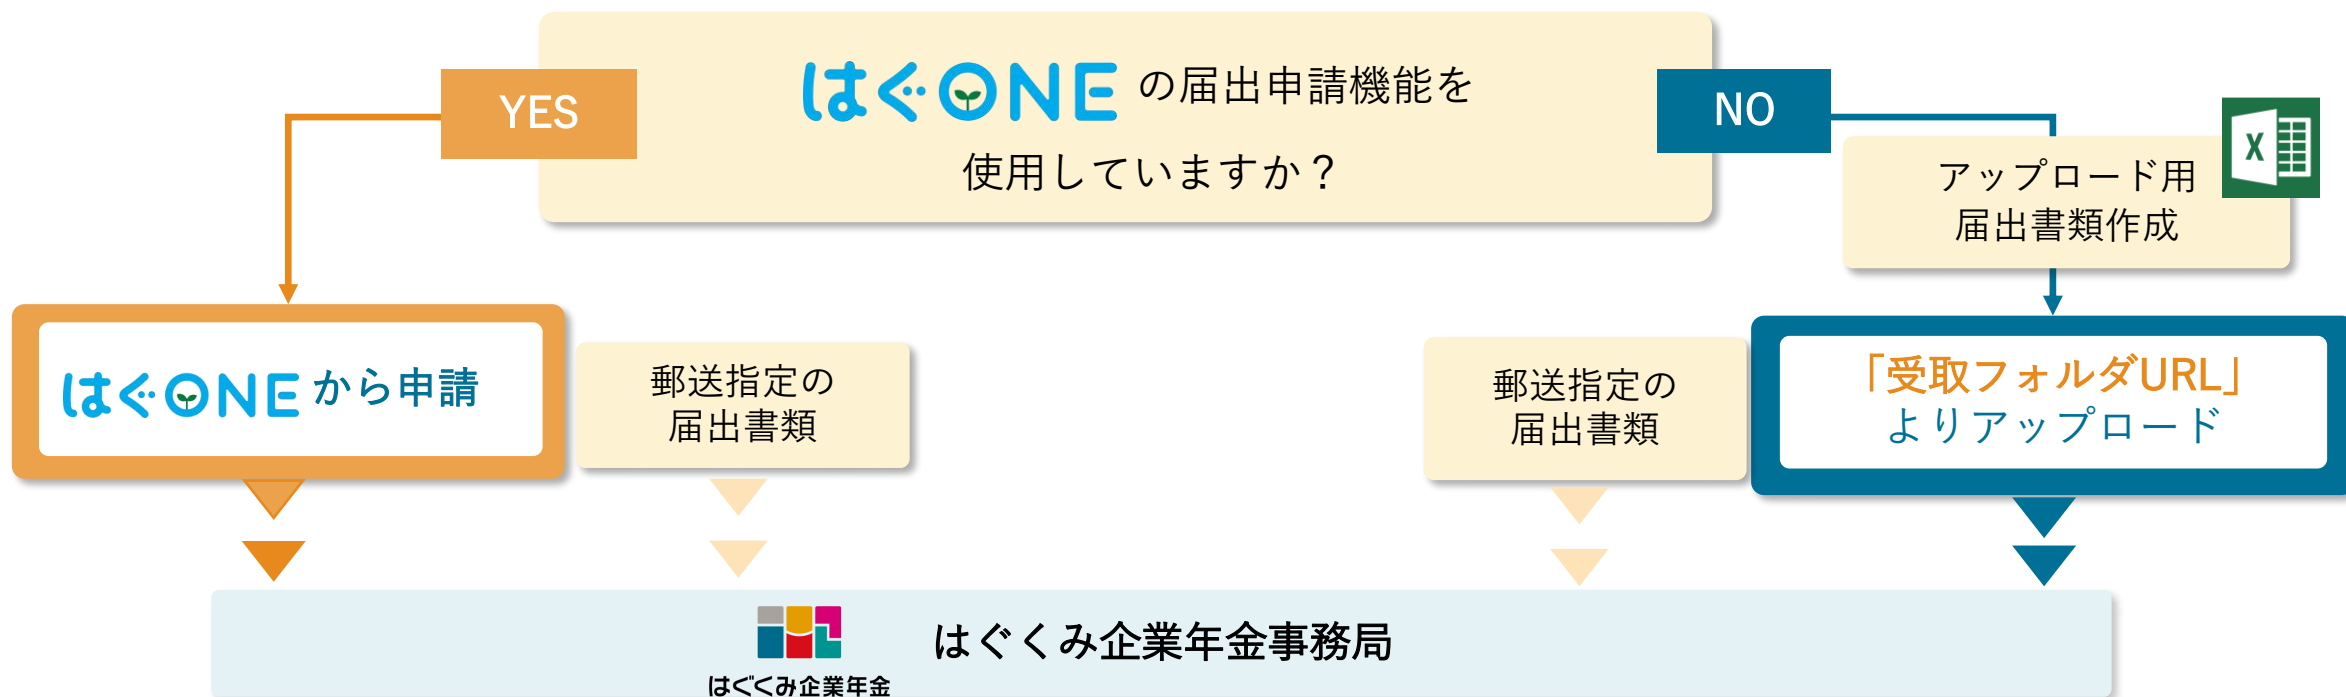 はぐONEの届出申請機能を
使用していますか？
YES
NO
アップロード用
届出書類作成
X
はぐONEから申請
郵送指定の
届出書類
郵送指定の
届出書類
「受取フォルダURL」
よりアップロード
はぐくみ企業年金
はぐくみ企業年金事務局